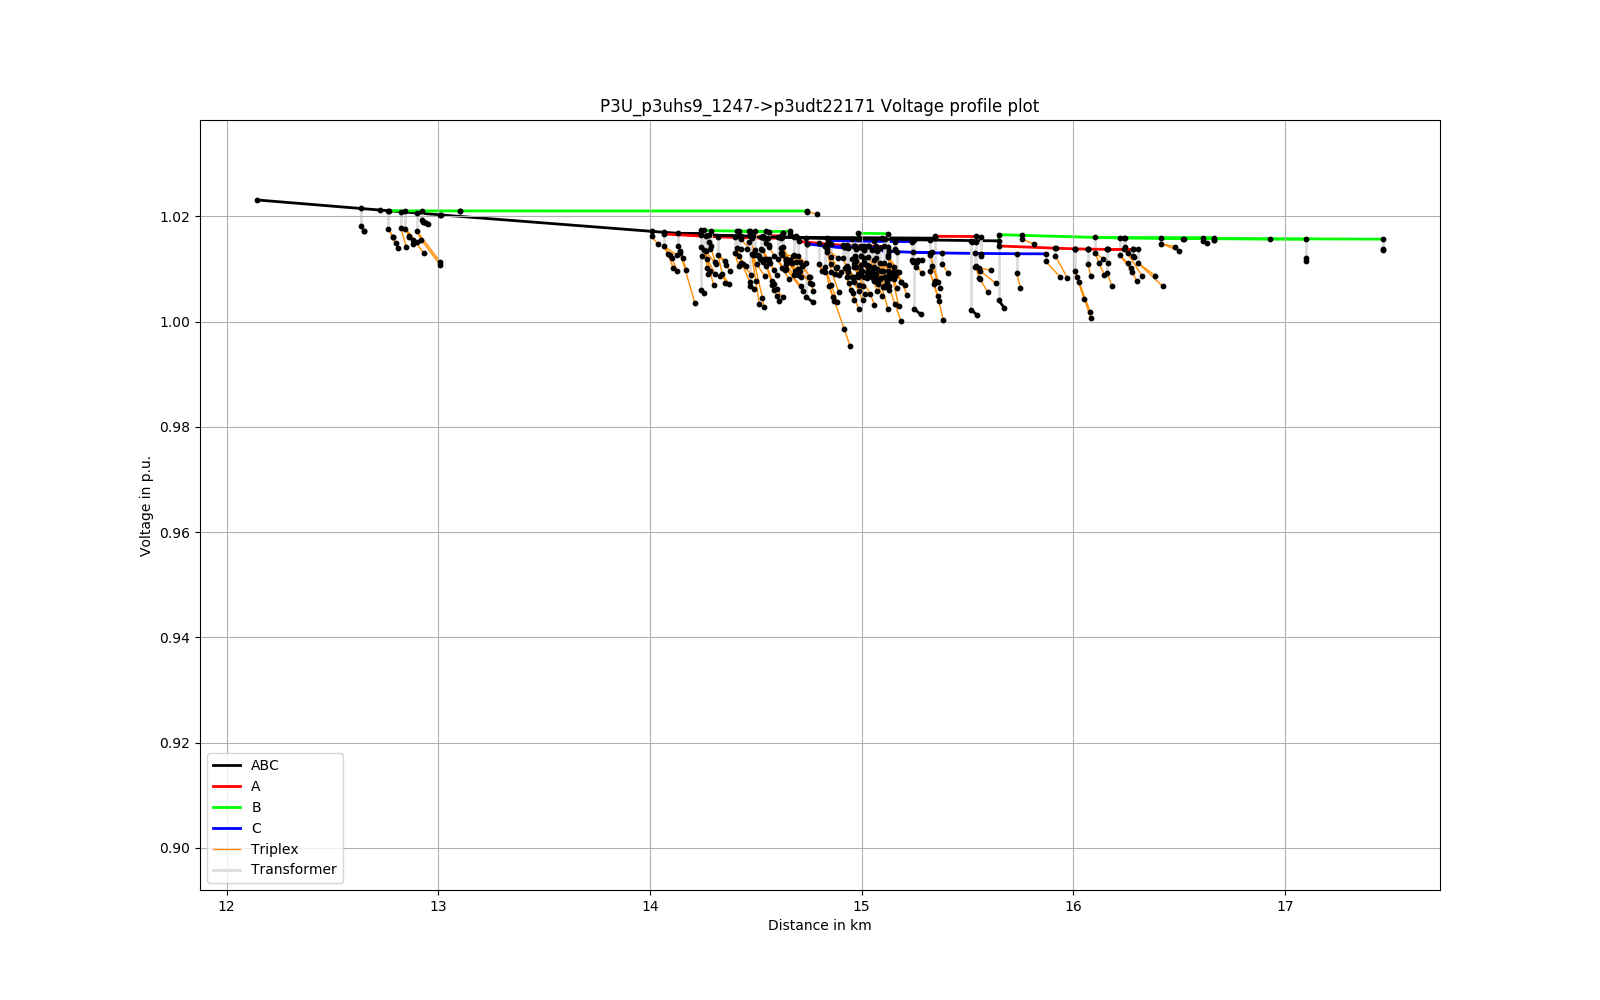 P3U_p3uhs9_1247->p3udt22171 Voltage profile plot
1.02
1.00
0.98
0.96
0.94
0.92
0.90
Voltage in p.u.
ABC
A
B
C
Triplex
Transformer
12 13 14 15 16 17
Distance in km